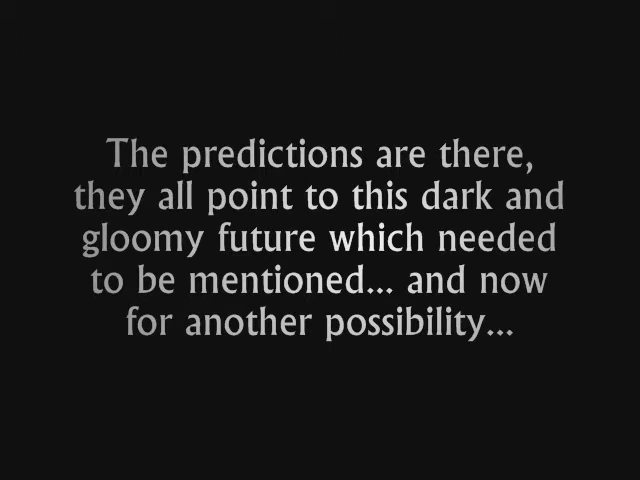 The predictions are there,
they all point to this dark and
gloomy future which needed
to be mentioned... and now
for another possibility...